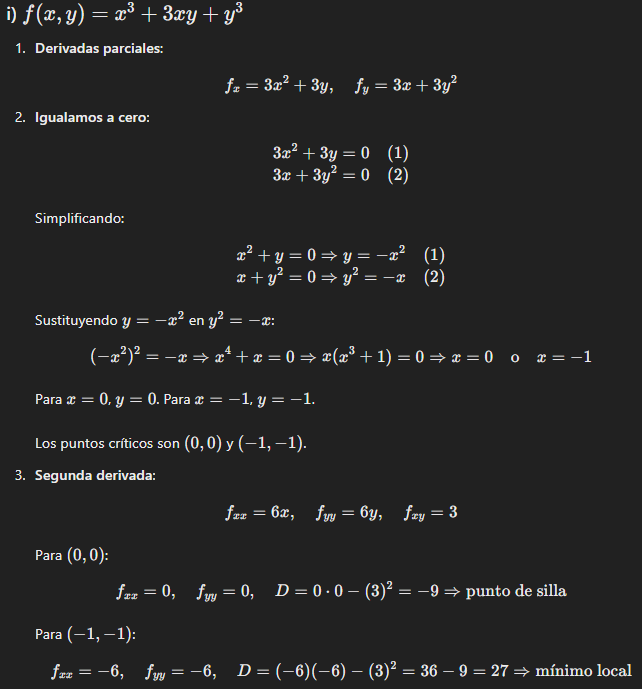 i) f(x, y) = x³ + 3xy + y³
1. Derivadas parciales:
fₓ = 3x² + 3y, f_y = 3x + 3y²
2. Igualamos a cero:
3x² + 3y = 0 (1)
3x + 3y² = 0 (2)
Simplificando:
x² + y = 0 ⇒ y = −x² (1)
x + y² = 0 ⇒ y² = −x (2)
Sustituyendo y = −x² en y² = −x:
(−x²)² = −x ⇒ x⁴ + x = 0 ⇒ x(x³ + 1) = 0 ⇒ x = 0 o x = −1
Para x = 0, y = 0. Para x = −1, y = −1.
Los puntos críticos son (0, 0) y (−1, −1).
3. Segunda derivada:
fₓₓ = 6x, f_yy = 6y, f_xy = 3
Para (0, 0):
fₓₓ = 0, f_yy = 0, D = 0 · 0 − (3)² = −9 ⇒ punto de silla
Para (−1, −1):
fₓₓ = −6, f_yy = −6, D = (−6)(−6) − (3)² = 36 − 9 = 27 ⇒ mínimo local